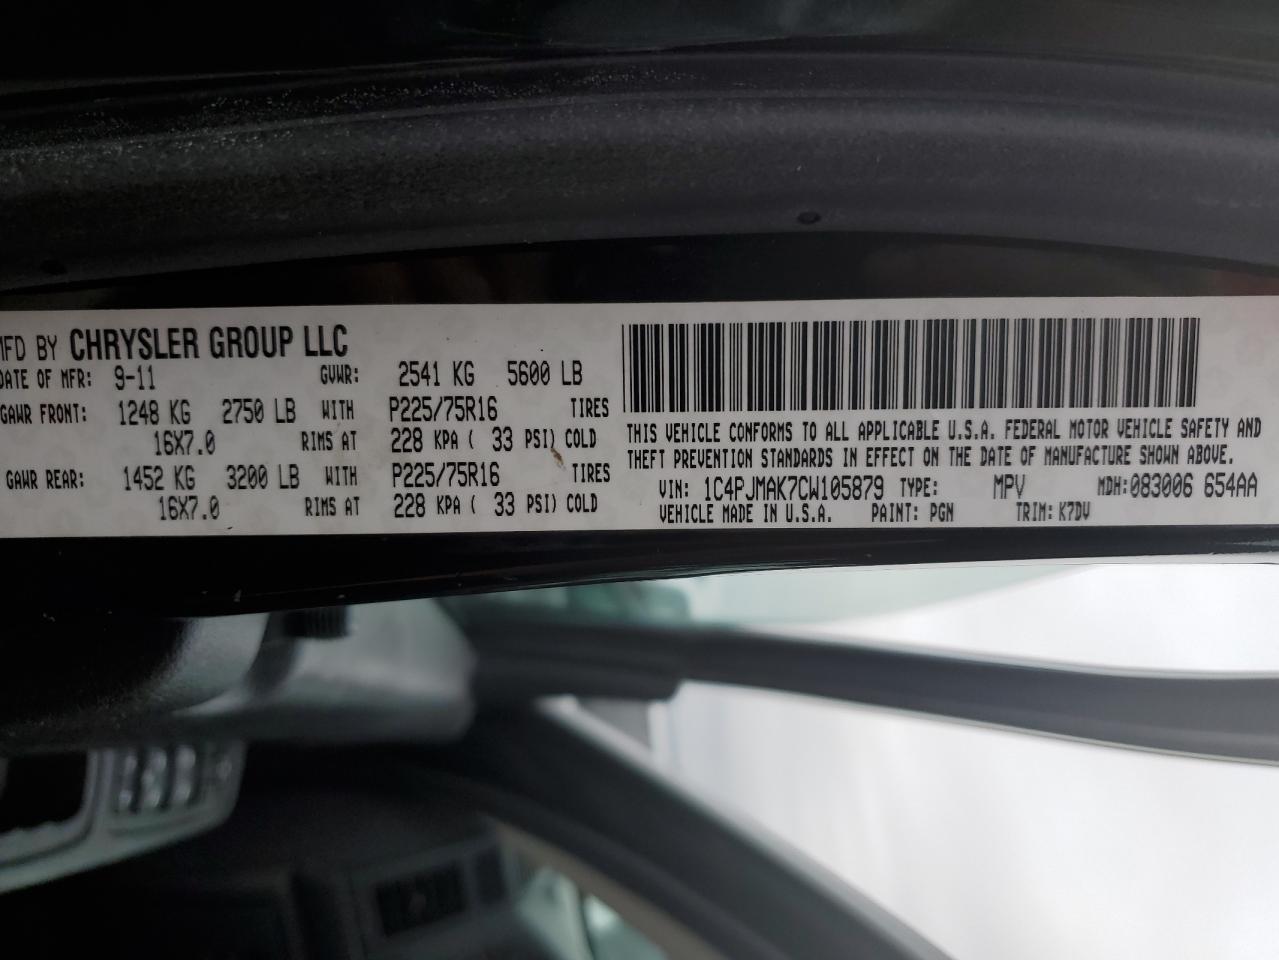 MFD BY CHRYSLER GROUP LLC
DATE OF MFR: 9-11 GVWR: 2541 KG 5600 LB
GAWR FRONT: 1248 KG 2750 LB WITH P225/75R16 TIRES
16X7.0 RIMS AT 228 KPA ( 33 PSI) COLD
GAWR REAR: 1452 KG 3200 LB WITH P225/75R16 TIRES
16X7.0 RIMS AT 228 KPA ( 33 PSI) COLD
THIS VEHICLE CONFORMS TO ALL APPLICABLE U.S.A. FEDERAL MOTOR VEHICLE SAFETY AND
THEFT PREVENTION STANDARDS IN EFFECT ON THE DATE OF MANUFACTURE SHOWN ABOVE.
VIN: 1C4PJMAK7CW105879 TYPE: MPV MDH:083006 654AA
VEHICLE MADE IN U.S.A. PAINT: PGN TRIM: K7DV